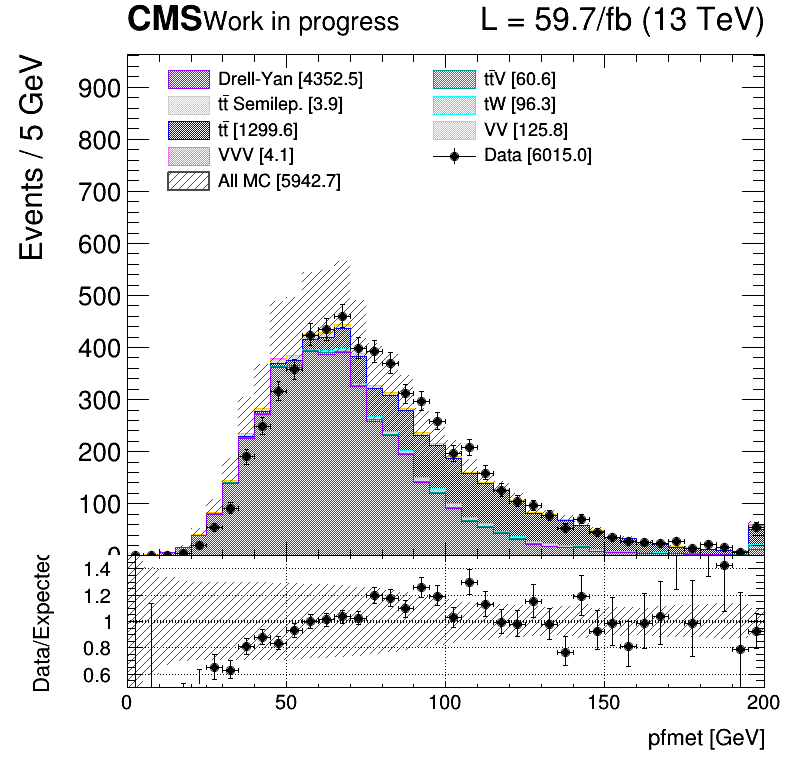 CMS Work in progress L = 59.7/fb (13 TeV)
Events / 5 GeV
900
800
700
600
500
400
300
200
100
0
Drell-Yan [4352.5]
tt̄ Semilep. [3.9]
tt̄ [1299.6]
VVV [4.1]
All MC [5942.7]
tt̄V [60.6]
tW [96.3]
VV [125.8]
Data [6015.0]
Data/Expected
1.4
1.2
1
0.8
0.6
0 50 100 150 200
pfmet [GeV]